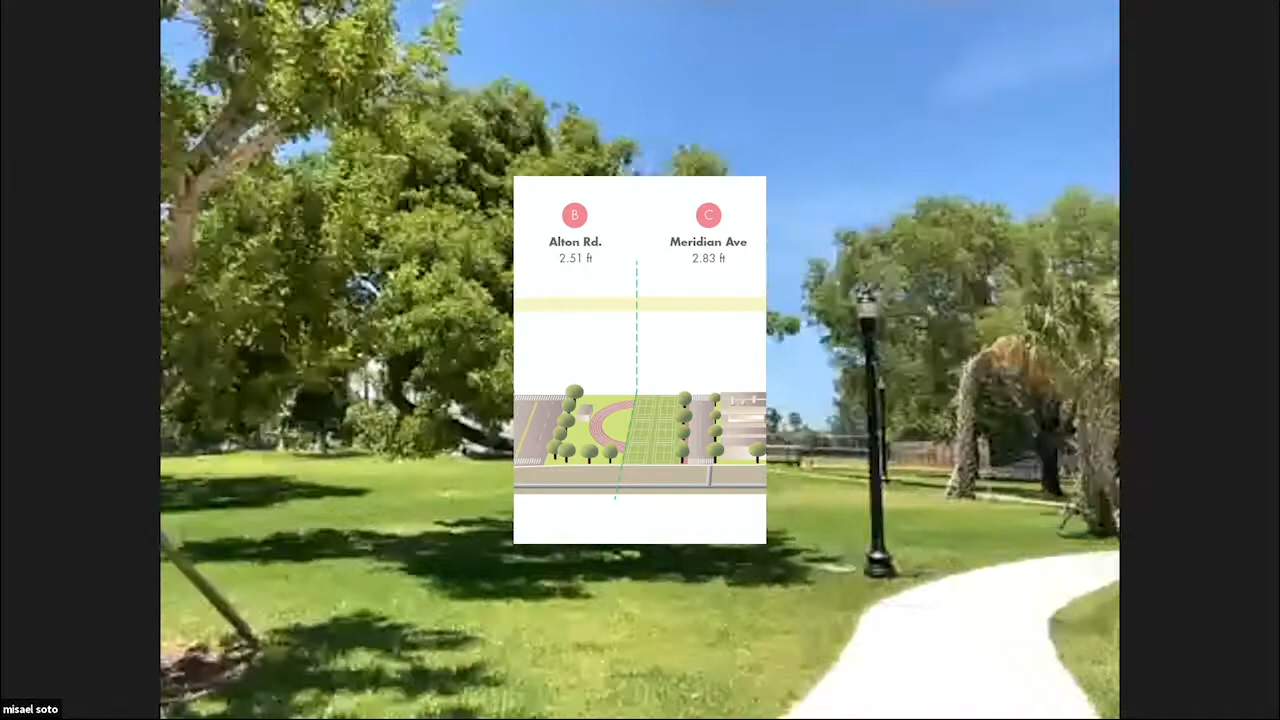 B
C
Alton Rd.
Meridian Ave
2.51 ft
2.83 ft
misael soto